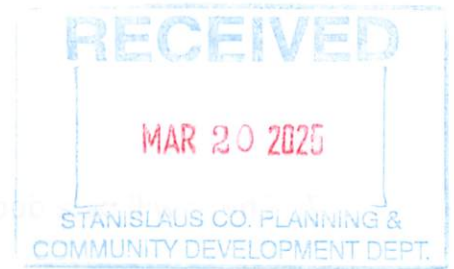 RECEIVED
MAR 20 2025
STANISLAUS CO. PLANNING &
COMMUNITY DEVELOPMENT DEPT.